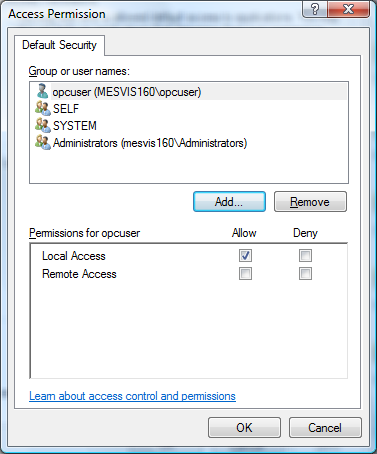 Access Permission
Default Security
Group or user names:
opcuser (MESVIS160\opcuser)
SELF
SYSTEM
Administrators (mesvis160\Administrators)
Add... Remove
Permissions for opcuser Allow Deny
Local Access
Remote Access
Learn about access control and permissions
OK Cancel